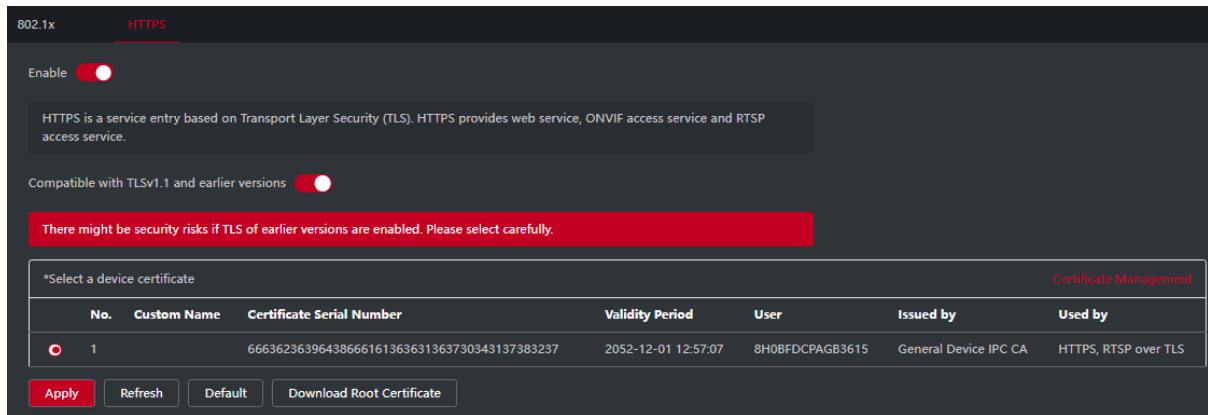 802.1x HTTPS
Enable
HTTPS is a service entry based on Transport Layer Security (TLS). HTTPS provides web service, ONVIF access service and RTSP
access service.
Compatible with TLSv1.1 and earlier versions
There might be security risks if TLS of earlier versions are enabled. Please select carefully.
*Select a device certificate Certificate Management
No. Custom Name Certificate Serial Number Validity Period User Issued by Used by
1 66636236396438666161363631363730343137383237 2052-12-01 12:57:07 8H0BFDCPAGB3615 General Device IPC CA HTTPS, RTSP over TLS
Apply Refresh Default Download Root Certificate